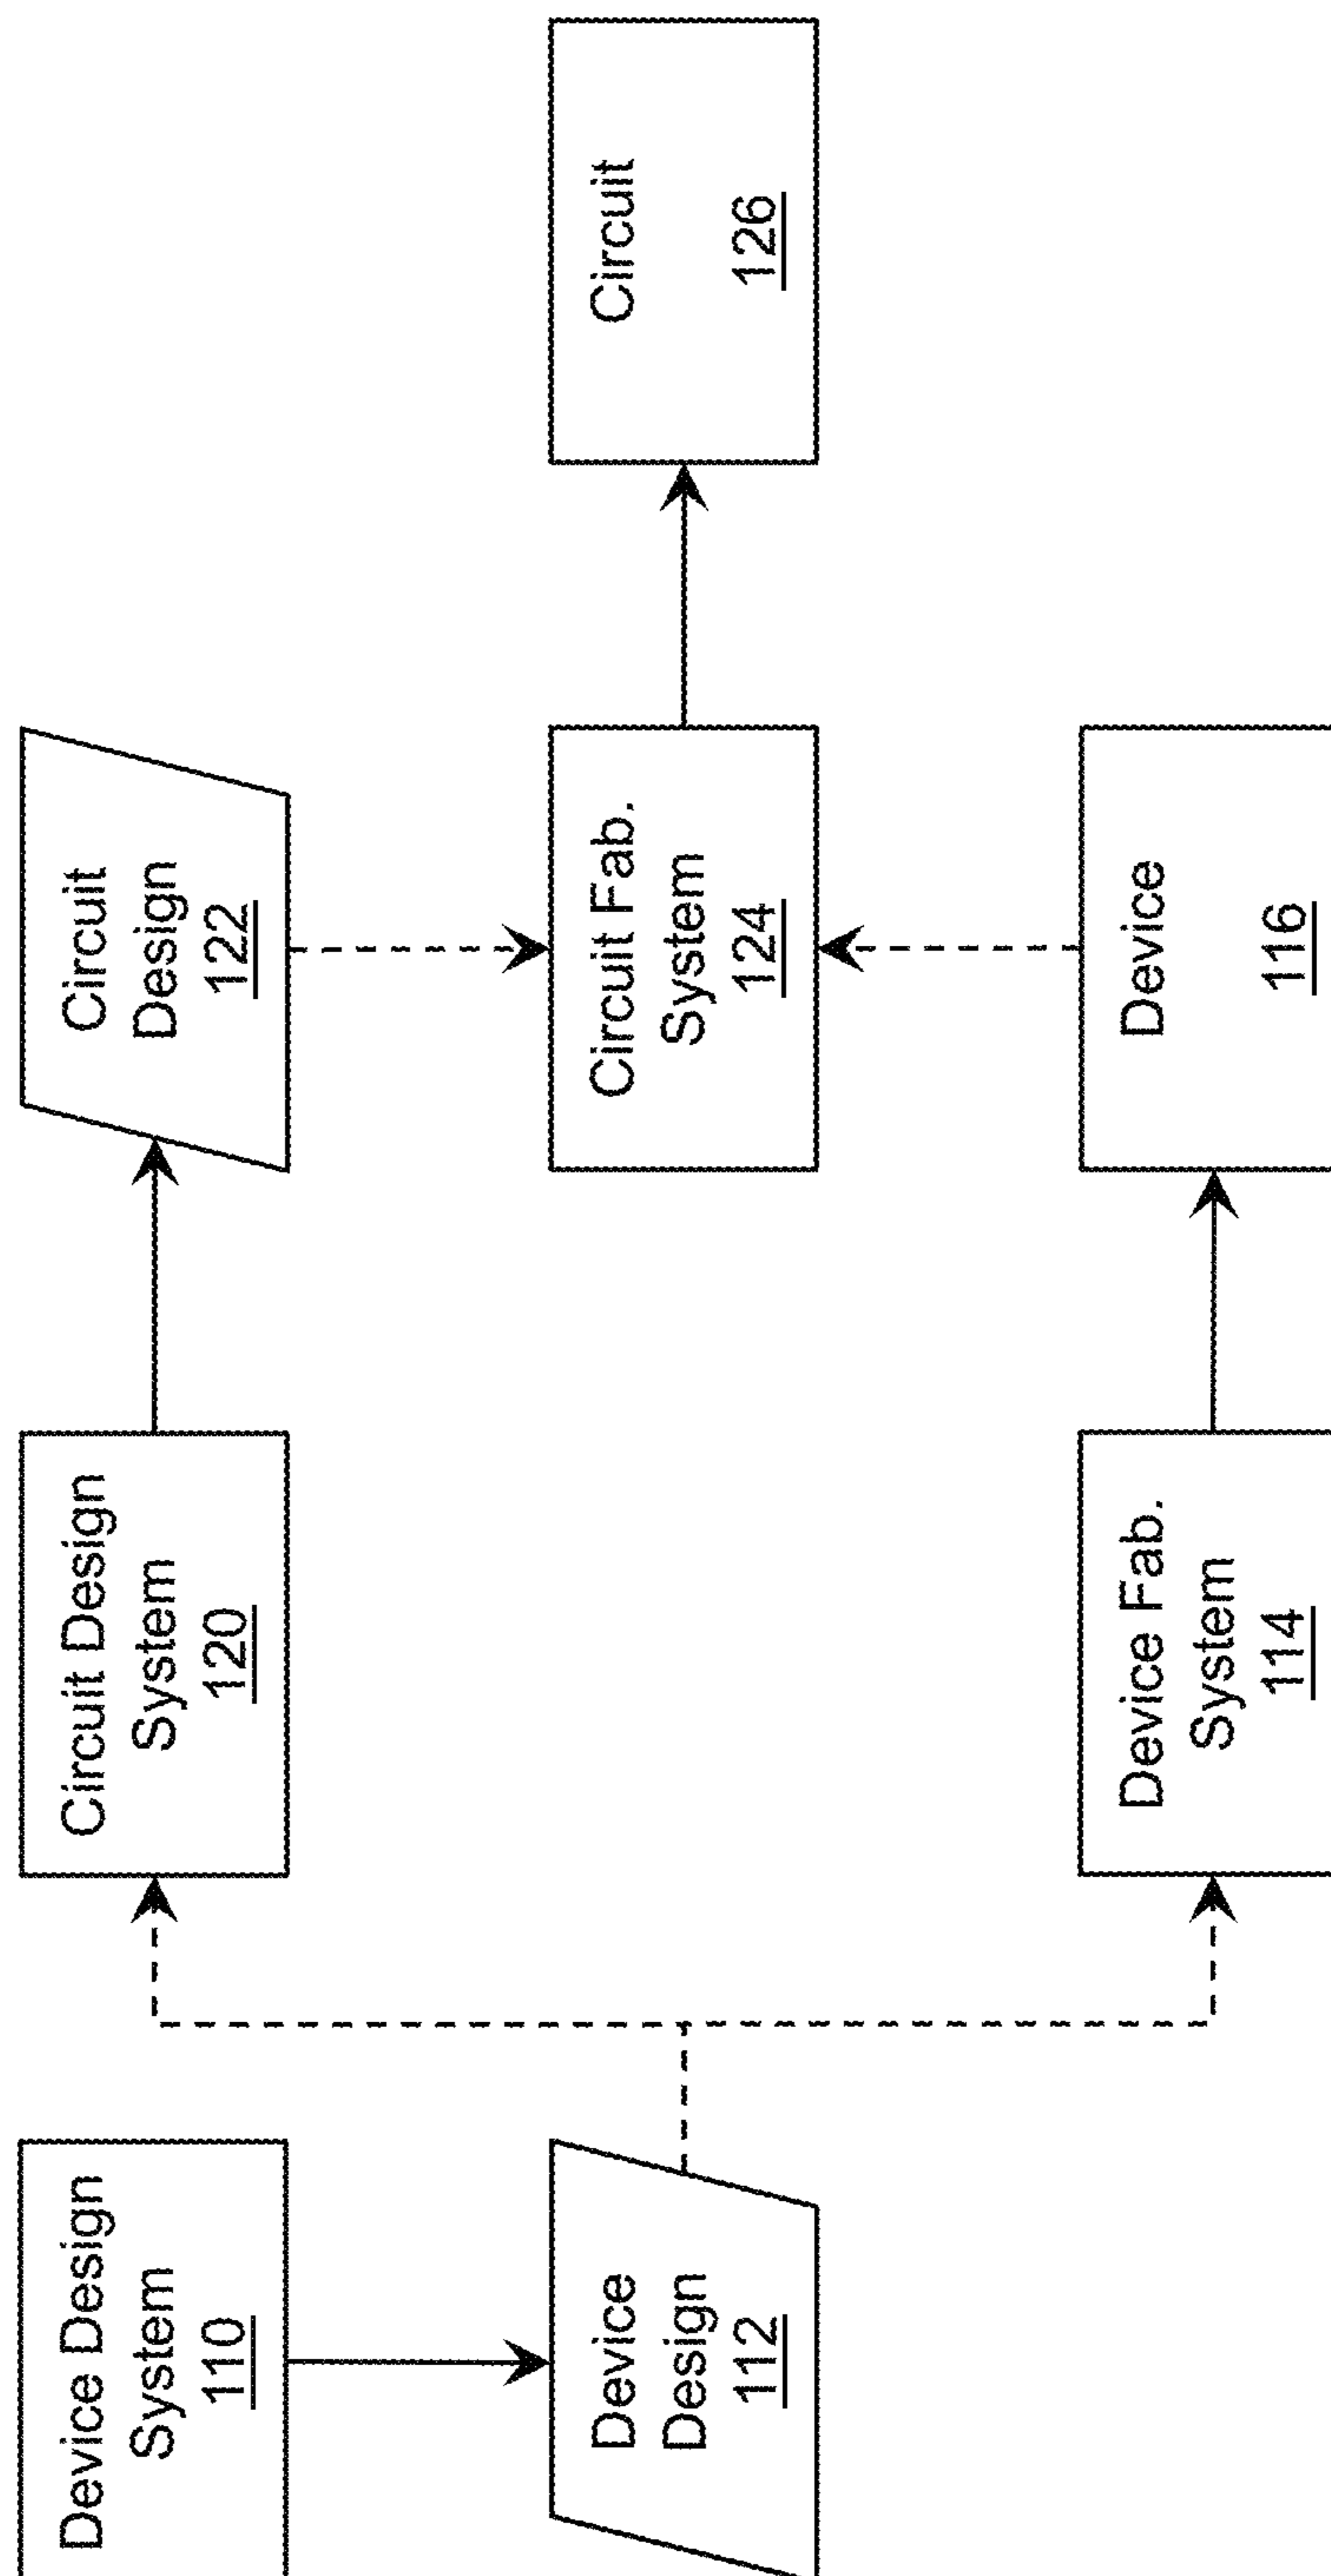 Device Design
System
110
Device
Design
112
Circuit Design
System
120
Device Fab.
System
114
Circuit
Design
122
Circuit Fab.
System
124
Device
116
Circuit
126